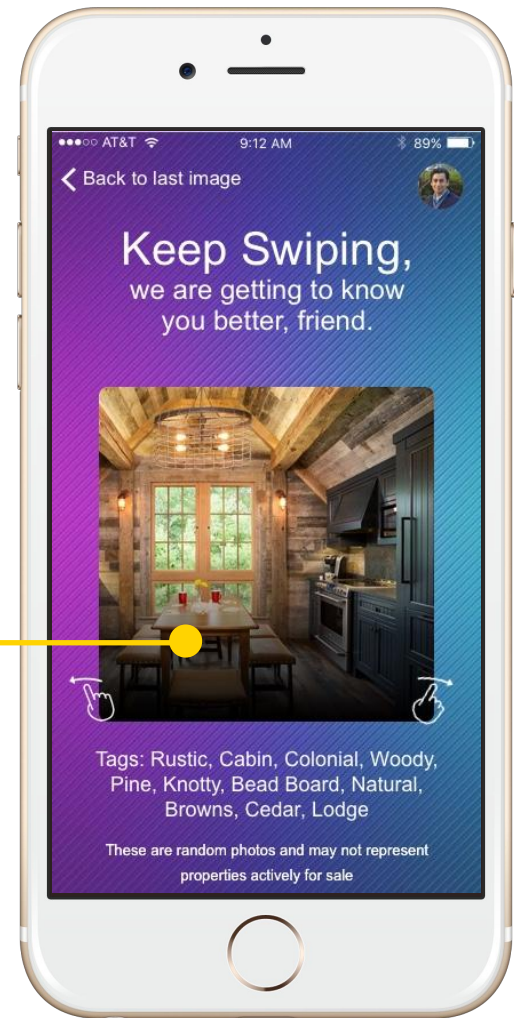 AT&T 9:12 AM 89%
Back to last image
Keep Swiping,
we are getting to know
you better, friend.
Tags: Rustic, Cabin, Colonial, Woody,
Pine, Knotty, Bead Board, Natural,
Browns, Cedar, Lodge
These are random photos and may not represent
properties actively for sale